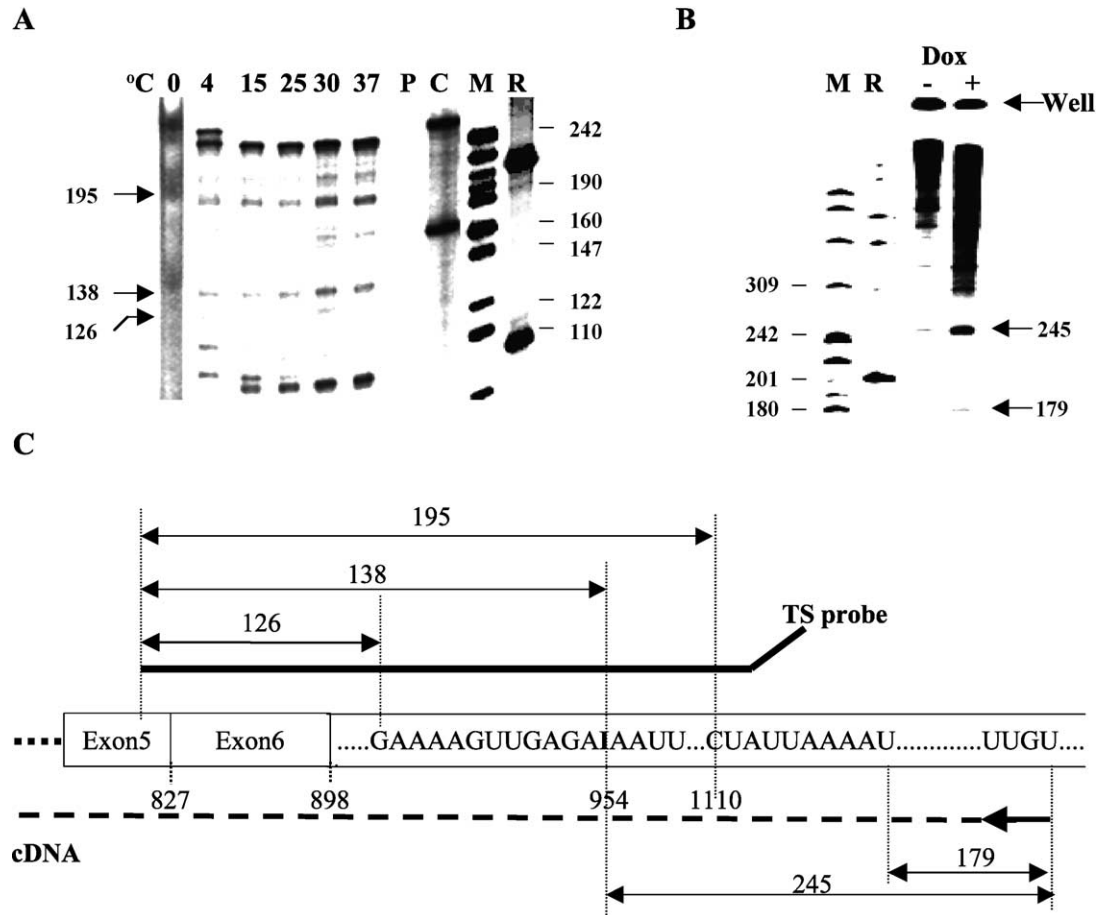 A
°C 0 4 15 25 30 37 P C M R
242
195
190
160
147
138
122
126
110
B
Dox
M R - +
Well
309
242
245
201
180
179
C
195
138
126
TS probe
Exon5 Exon6 .....GAAAAGUUGAGAIAAUU...CUAUUAAAAU............UUGU....
827 898 954 1110
cDNA
179
245